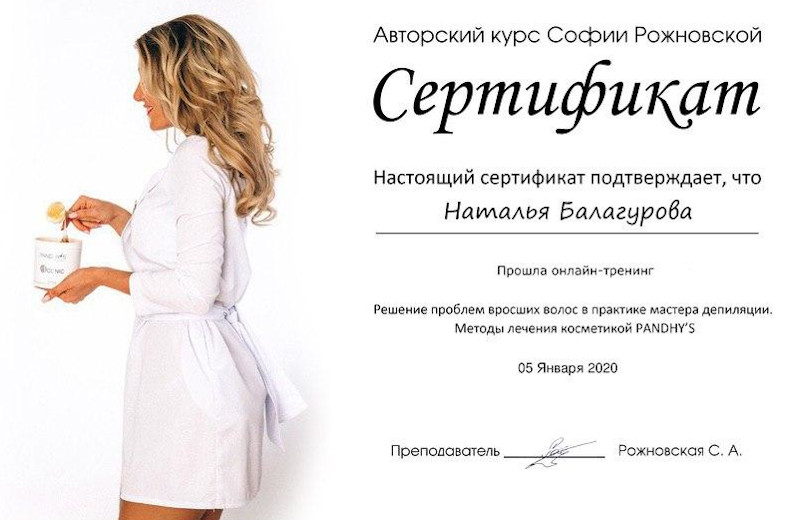 Авторский курс Софии Рожновской
Сертификат
Настоящий сертификат подтверждает, что
Наталья Балагурова
Прошла онлайн-тренинг
Решение проблем вросших волос в практике мастера депиляции.
Методы лечения косметикой PANDHY’S
05 Января 2020
Преподаватель Рожновская С. А.